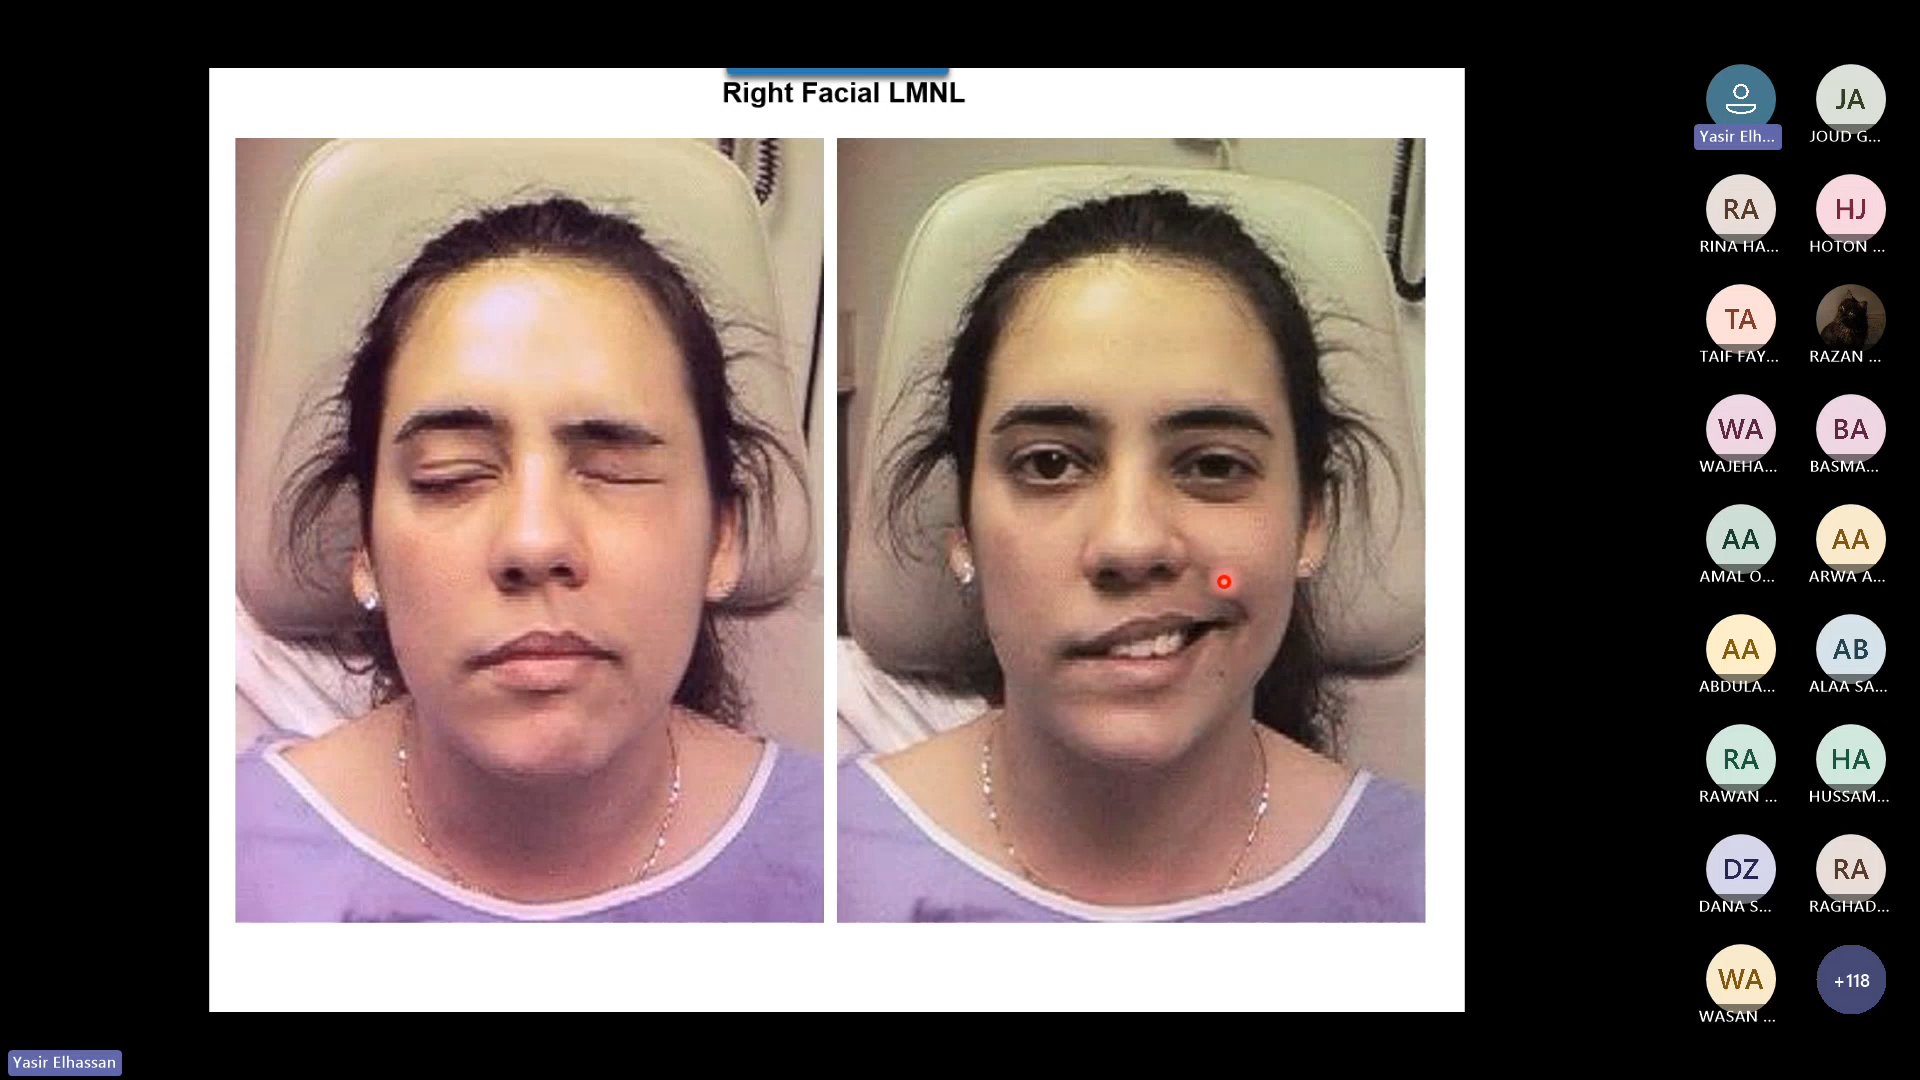 Right Facial LMNL
Yasir Elh...
JA
JOUD G...
RA
RINA HA...
HJ
HOTON ...
TA
TAIF FAY...
RAZAN ...
WA
WAJEHA...
BA
BASMA...
AA
AMAL O...
AA
ARWA A...
AA
ABDULA...
AB
ALAA SA...
RA
RAWAN ...
HA
HUSSAM...
DZ
DANA S...
RA
RAGHAD...
WA
WASAN ...
+118
Yasir Elhassan